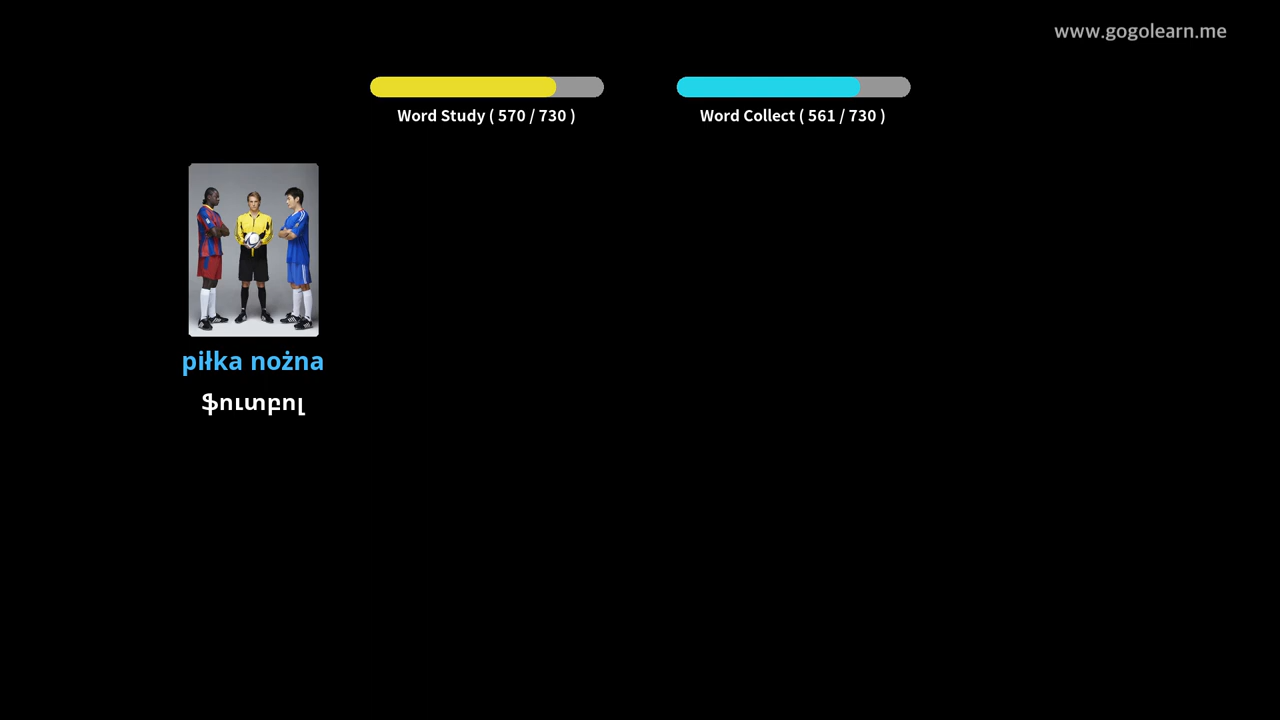 www.gogolearn.me
Word Study ( 570 / 730 )
Word Collect ( 561 / 730 )
piłka nożna
ֆուտբոլ